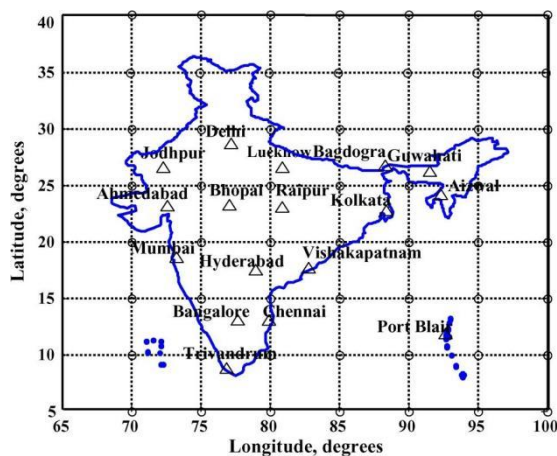 40
35
30
25
20
15
10
5
Latitude, degrees
Delhi
Jodhpur
Lucknow
Bagdogra
Guwahati
Ahmedabad
Bhopal
Raipur
Kolkata
Aizwal
Mumbai
Hyderabad
Vishakapatnam
Bangalore
Chennai
Port Blair
Trivandrum
65 70 75 80 85 90 95 100
Longitude, degrees